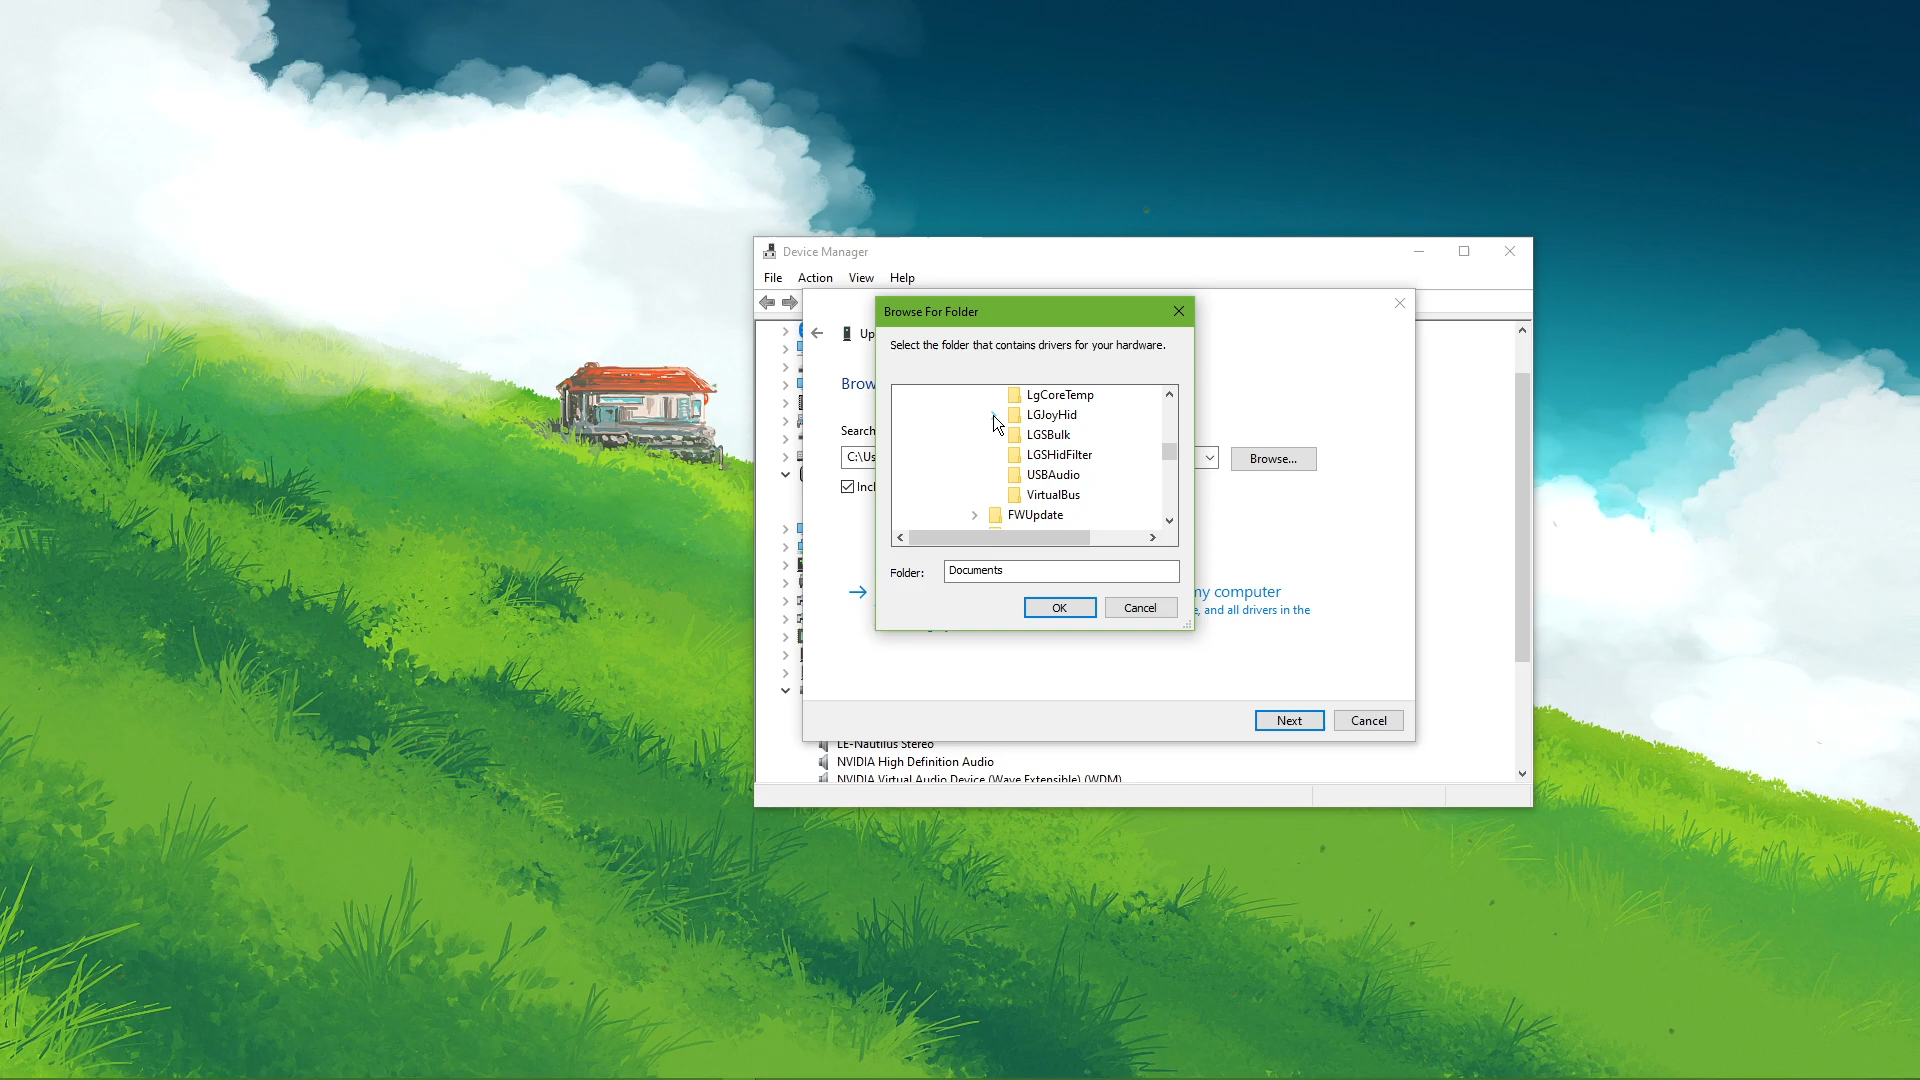 Device Manager
File Action View Help
Browse For Folder
Up
Select the folder that contains drivers for your hardware.
Brow
LgCoreTemp
LGJoyHid
Search
LGSBulk
C:\Us
LGSHidFilter
Browse...
USBAudio
Incl
VirtualBus
FWUpdate
Folder: Documents
my computer
OK Cancel
, and all drivers in the
Next Cancel
LE-Nautilus Stereo
NVIDIA High Definition Audio
NVIDIA Virtual Audio Device (Wave Extensible) (WDM)